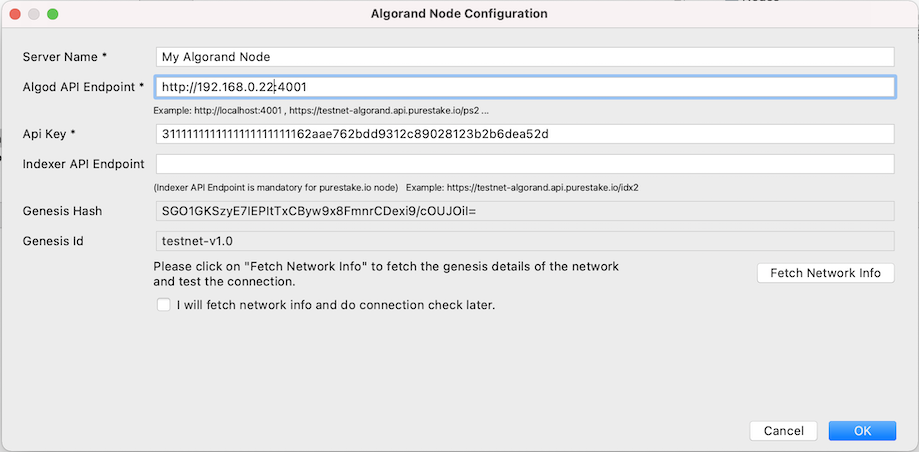 Algorand Node Configuration
Server Name * My Algorand Node
Algod API Endpoint * http://192.168.0.22:4001
Example: http://localhost:4001 , https://testnet-algorand.api.purestake.io/ps2 ...
Api Key * 
Indexer API Endpoint
(Indexer API Endpoint is mandatory for purestake.io node) Example: https://testnet-algorand.api.purestake.io/idx2
Genesis Hash SGO1GKSzyE7IEPItTxCByw9x8FmnrCDexi9/cOUJOiI=
Genesis Id testnet-v1.0
Please click on "Fetch Network Info" to fetch the genesis details of the network
and test the connection.
Fetch Network Info
I will fetch network info and do connection check later.
Cancel OK